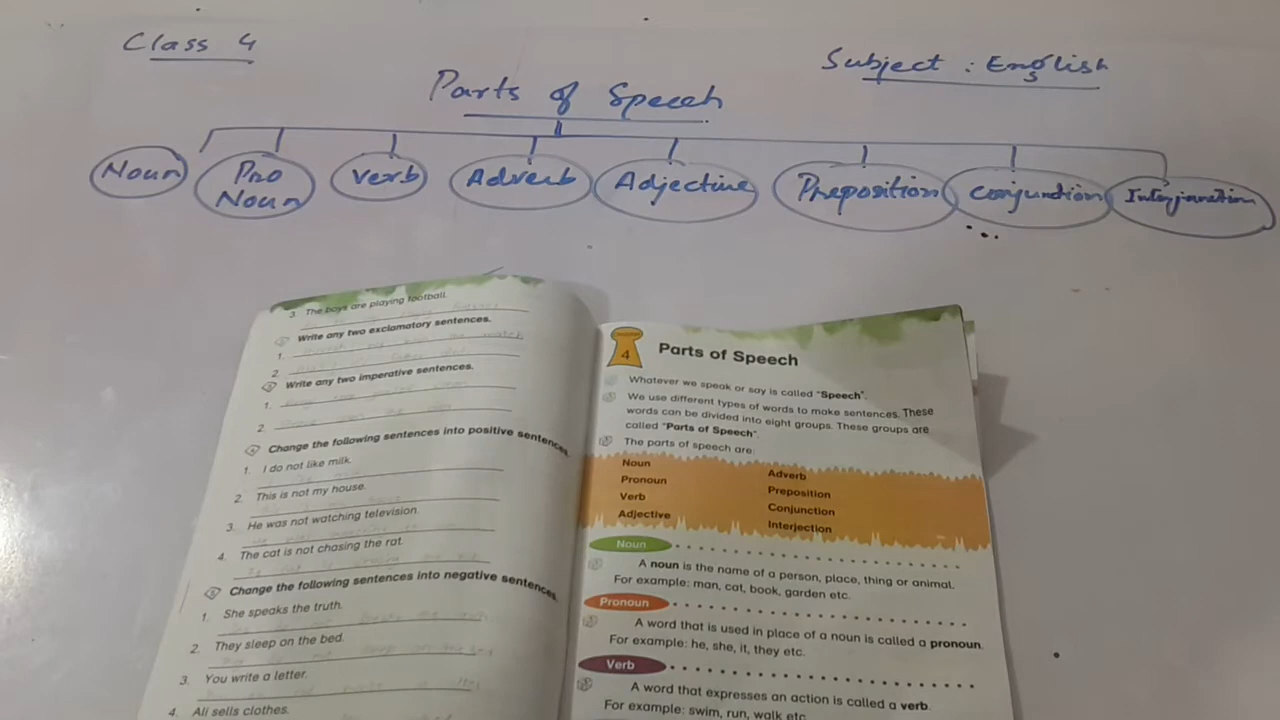 Class 4
Subject : English
Parts of Speech
Noun
Pro
Noun
Verb
Adverb
Adjective
Preposition
Conjunction
3. The boys are playing football.
Write any two exclamatory sentences.
1.
2.
Write any two imperative sentences.
1.
2.
Change the following sentences into positive sentences.
1. I do not like milk.
2. This is not my house.
3. He was not watching television.
4. The cat is not chasing the rat.
Change the following sentences into negative sentences.
1. She speaks the truth.
2. They sleep on the bed.
3. You write a letter.
4. Ali sells clothes.
4
Parts of Speech
Whatever we speak or say is called "Speech".
We use different types of words to make sentences. These
words can be divided into eight groups. These groups are
called "Parts of Speech".
The parts of speech are:
Noun
Pronoun
Verb
Adjective
Adverb
Preposition
Conjunction
Interjection
Noun
A noun is the name of a person, place, thing or animal.
For example: man, cat, book, garden etc.
Pronoun
A word that is used in place of a noun is called a pronoun.
For example: he, she, it, they etc.
Verb
A word that expresses an action is called a verb.
For example: swim, run, walk etc.